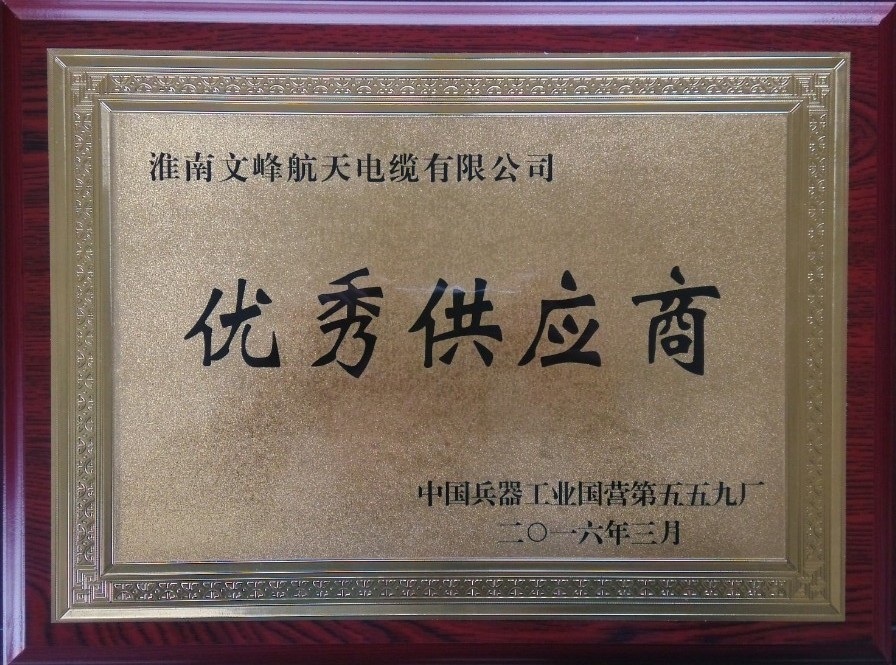 淮南文峰航天电缆有限公司
优秀供应商
中国兵器工业国营第五五九厂
二〇一六年三月